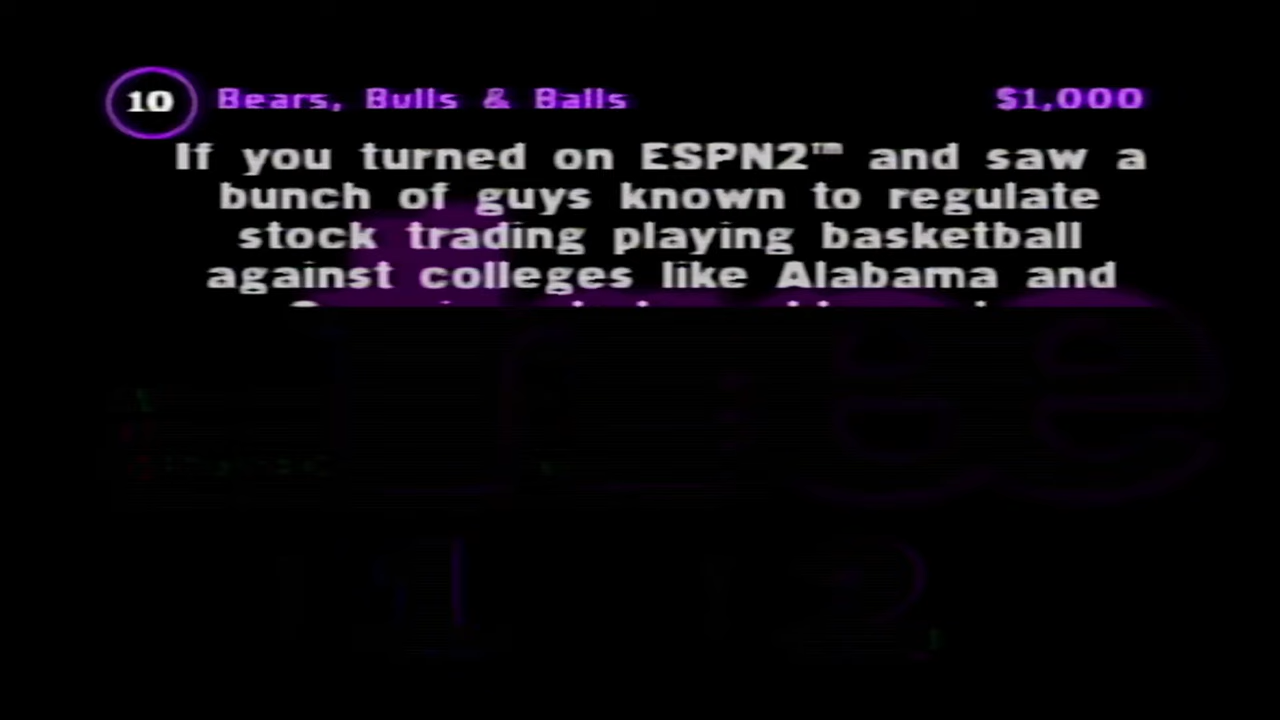 10 Bears, Bulls & Balls $1,000
If you turned on ESPN2™ and saw a
bunch of guys known to regulate
stock trading playing basketball
against colleges like Alabama and